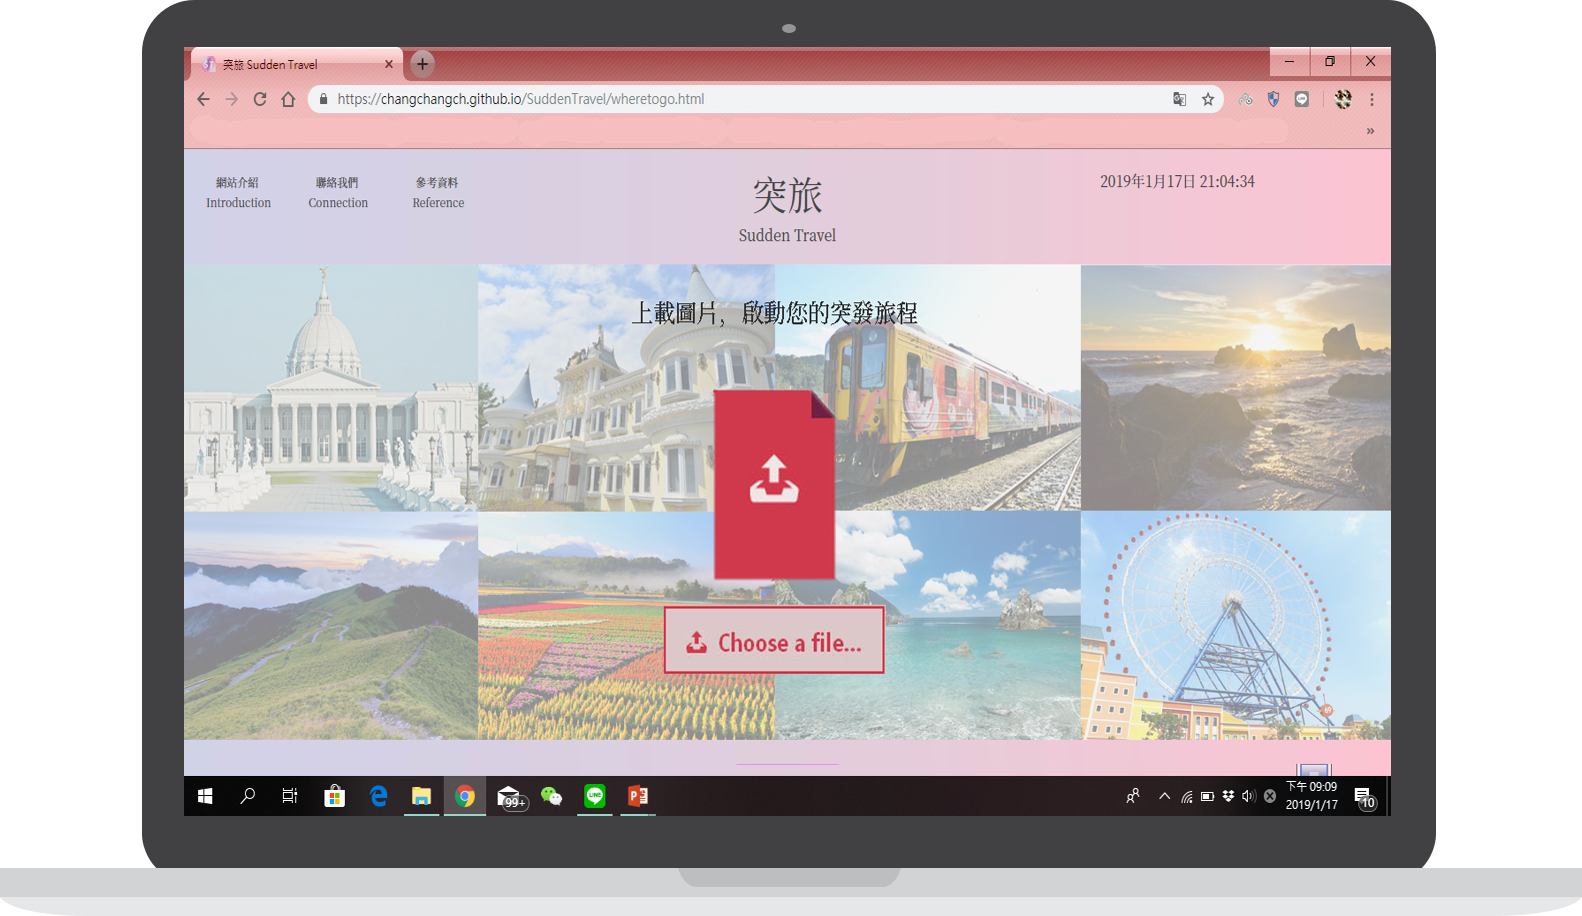 突旅 Sudden Travel
https://changchangch.github.io/SuddenTravel/wheretogo.html
網站介紹
Introduction
聯絡我們
Connection
參考資料
Reference
突旅
Sudden Travel
2019年1月17日 21:04:34
上載圖片，啟動您的突發旅程
Choose a file...
99+
下午 09:09
2019/1/17
10